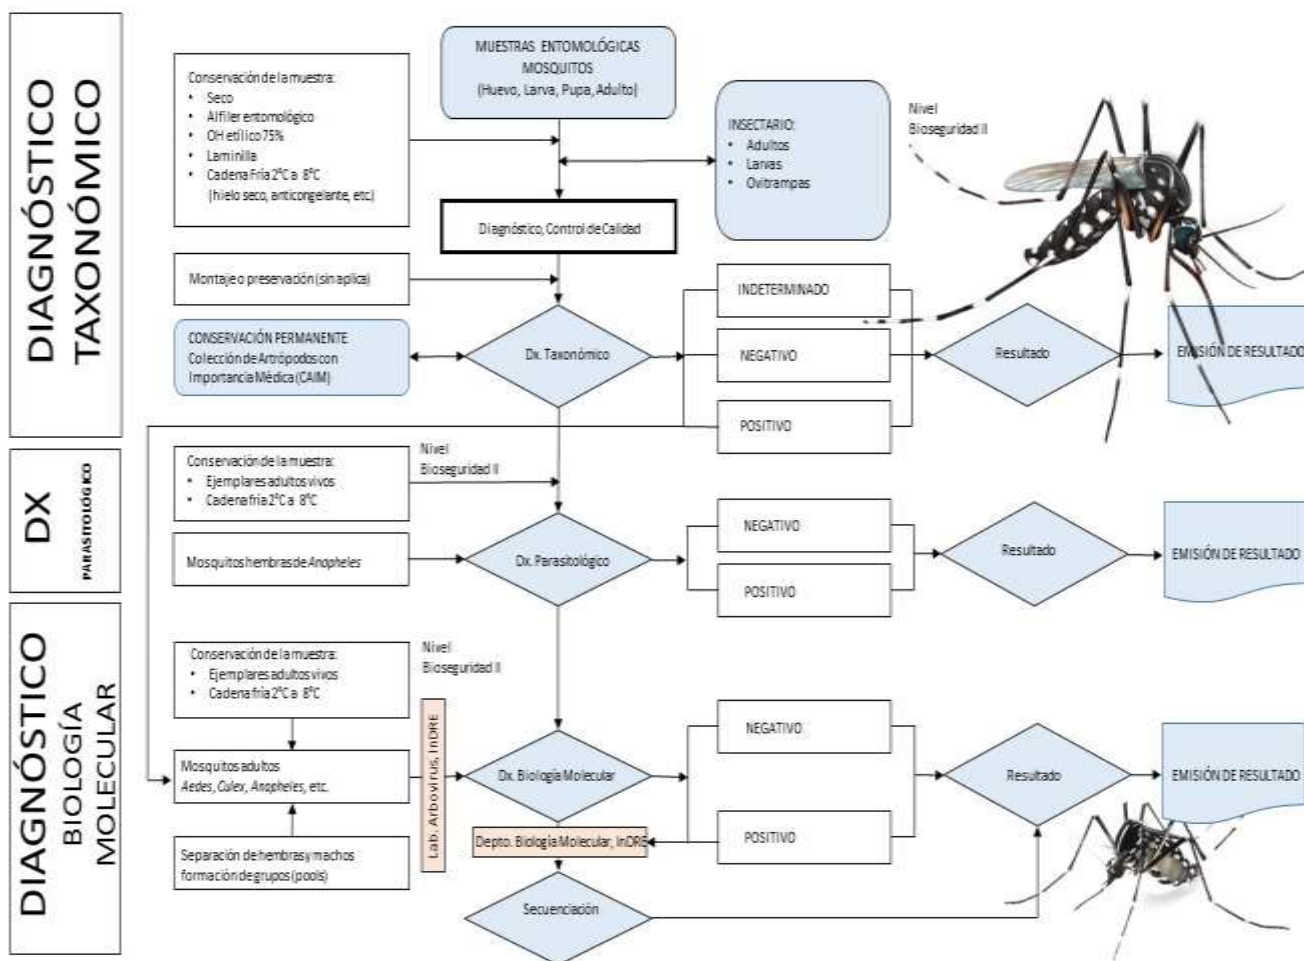 DIAGNÓSTICO
TAXONÓMICO
Conservación de la muestra:
• Seco
• Alfiler entomológico
• OH etílico 75%
• Laminilla
• Cadena Fría 2°C a 8°C
(hielo seco, anticongelante, etc)
MUESTRAS ENTOMOLÓGICAS
MOSQUITOS
(Huevo, Larva, Pupa, Adulto)
INSECTARIO:
• Adultos
• Larvas
• Ovitrampas
Nivel
Bioseguridad II
Diagnóstico, Control de Calidad
Montaje o preservación (sin aplica)
CONSERVACIÓN PERMANENTE
Colección de Artrópodos con
Importancia Médica (CAIM)
Dx. Taxonómico
INDETERMINADO
NEGATIVO
POSITIVO
Resultado
EMISIÓN DE RESULTADO
DX
PARASITOLÓGICO
Conservación de la muestra:
• Ejemplares adultos vivos
• Cadena fría 2°C a 8°C
Nivel
Bioseguridad II
Mosquitos hembras de Anopheles
Dx. Parasitológico
NEGATIVO
POSITIVO
Resultado
EMISIÓN DE RESULTADO
DIAGNÓSTICO
BIOLOGÍA
MOLECULAR
Conservación de la muestra:
• Ejemplares adultos vivos
• Cadena fría 2°C a 8°C
Nivel
Bioseguridad II
Mosquitos adultos
Aedes, Culex, Anopheles, etc.
Separación de hembras y machos
formación de grupos (pools)
Lab. Arbovirus, InDRE
Dx. Biología Molecular
Depto. Biología Molecular, InDRE
Secuenciación
NEGATIVO
POSITIVO
Resultado
EMISIÓN DE RESULTADO